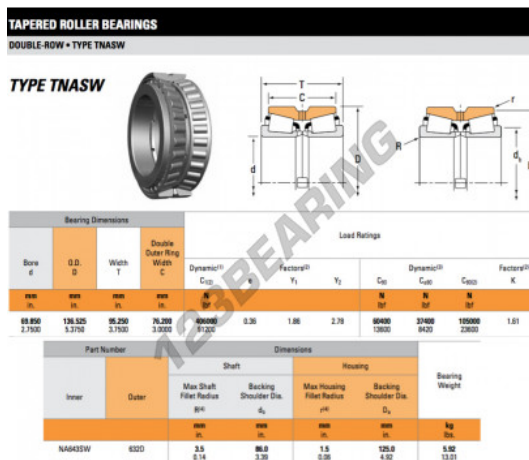 TAPERED ROLLER BEARINGS
DOUBLE-ROW • TYPE TNASW
TYPE TNASW
T
C
r
R
D
d
d
123BEARING
Bearing Dimensions
Load Ratings
Bore
d
O.D.
D
Width
T
Double
Outer Ring
Width
C
Dynamic(1)
Factors(2)
Dynamic(3)
Factors(2)
e
Y1
Y2
C90
Ca90
C90(2)
K
mm mm mm mm N N N N
in. in. in. in. lbf lbf lbf lbf
69.850 136.525 95.250 76.200 406000 0.36 1.86 2.78 60400 37400 105000 1.61
2.7500 5.3750 3.7500 3.0000 91200 13600 8420 23600
Part Number
Dimensions
Bearing
Weight
Shaft
Housing
Inner
Outer
Max Shaft
Fillet Radius
R(4)
Backing
Shoulder Dia.
Max Housing
Fillet Radius
r(4)
Backing
Shoulder Dia.
mm mm mm mm kg
in. in. in. in. lbs.
NA643SW 632D 3.5 86.0 1.5 125.0 5.92
0.14 3.39 0.06 4.92 13.01